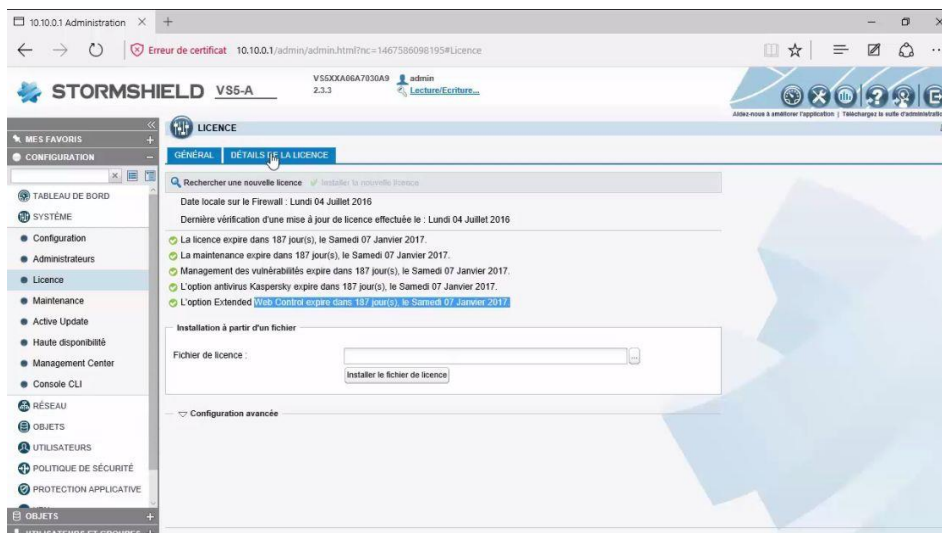 10.10.0.1 Administration
Erreur de certificat 10.10.0.1/admin/admin.html?nc=1467586098195#Licence
STORMSHIELD VS5-A
VS5XXA06A7030A9 admin
2.3.3 Lecture/Ecriture...
Aidez-nous à améliorer l'application | Téléchargez la suite d'administration
MES FAVORIS
CONFIGURATION
TABLEAU DE BORD
SYSTÈME
Configuration
Administrateurs
Licence
Maintenance
Active Update
Haute disponibilité
Management Center
Console CLI
RÉSEAU
OBJETS
UTILISATEURS
POLITIQUE DE SÉCURITÉ
PROTECTION APPLICATIVE
OBJETS
LICENCE
GÉNÉRAL DÉTAILS DE LA LICENCE
Rechercher une nouvelle licence Installer la nouvelle licence
Date locale sur le Firewall : Lundi 04 Juillet 2016
Dernière vérification d'une mise à jour de licence effectuée le : Lundi 04 Juillet 2016
La licence expire dans 187 jour(s), le Samedi 07 Janvier 2017.
La maintenance expire dans 187 jour(s), le Samedi 07 Janvier 2017.
Management des vulnérabilités expire dans 187 jour(s), le Samedi 07 Janvier 2017.
L'option antivirus Kaspersky expire dans 187 jour(s), le Samedi 07 Janvier 2017.
L'option Extended Web Control expire dans 187 jour(s), le Samedi 07 Janvier 2017.
Installation à partir d'un fichier
Fichier de licence :
...
Installer le fichier de licence
Configuration avancée